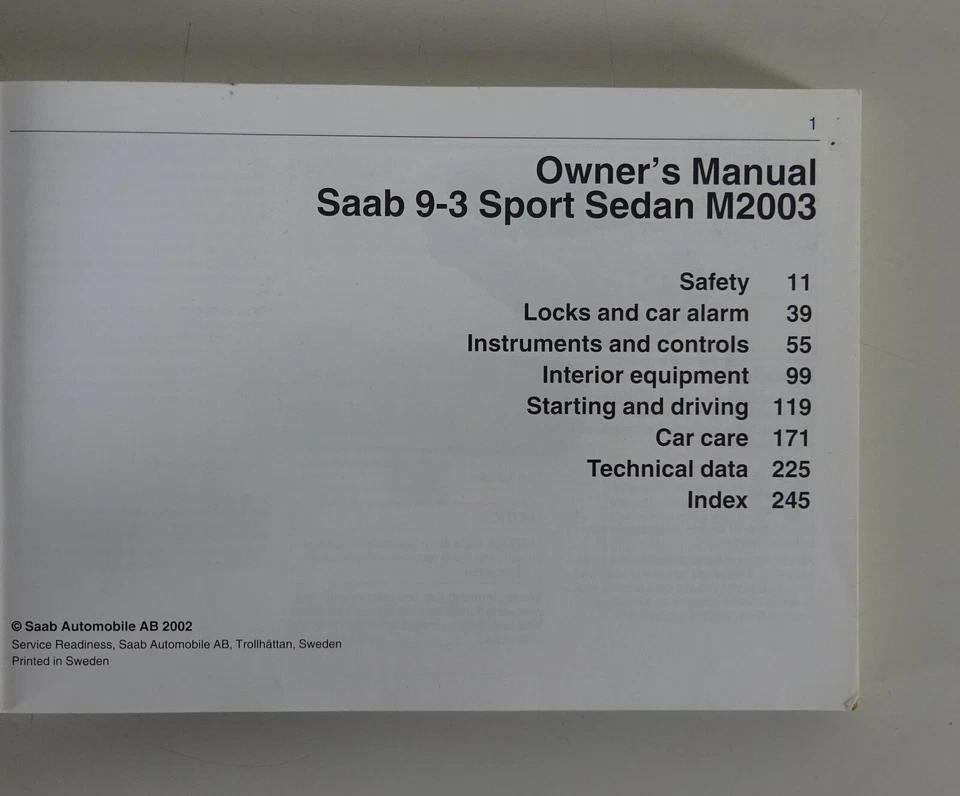 1
Owner's Manual
Saab 9-3 Sport Sedan M2003
Safety 11
Locks and car alarm 39
Instruments and controls 55
Interior equipment 99
Starting and driving 119
Car care 171
Technical data 225
Index 245
© Saab Automobile AB 2002
Service Readiness, Saab Automobile AB, Trollhättan, Sweden
Printed in Sweden